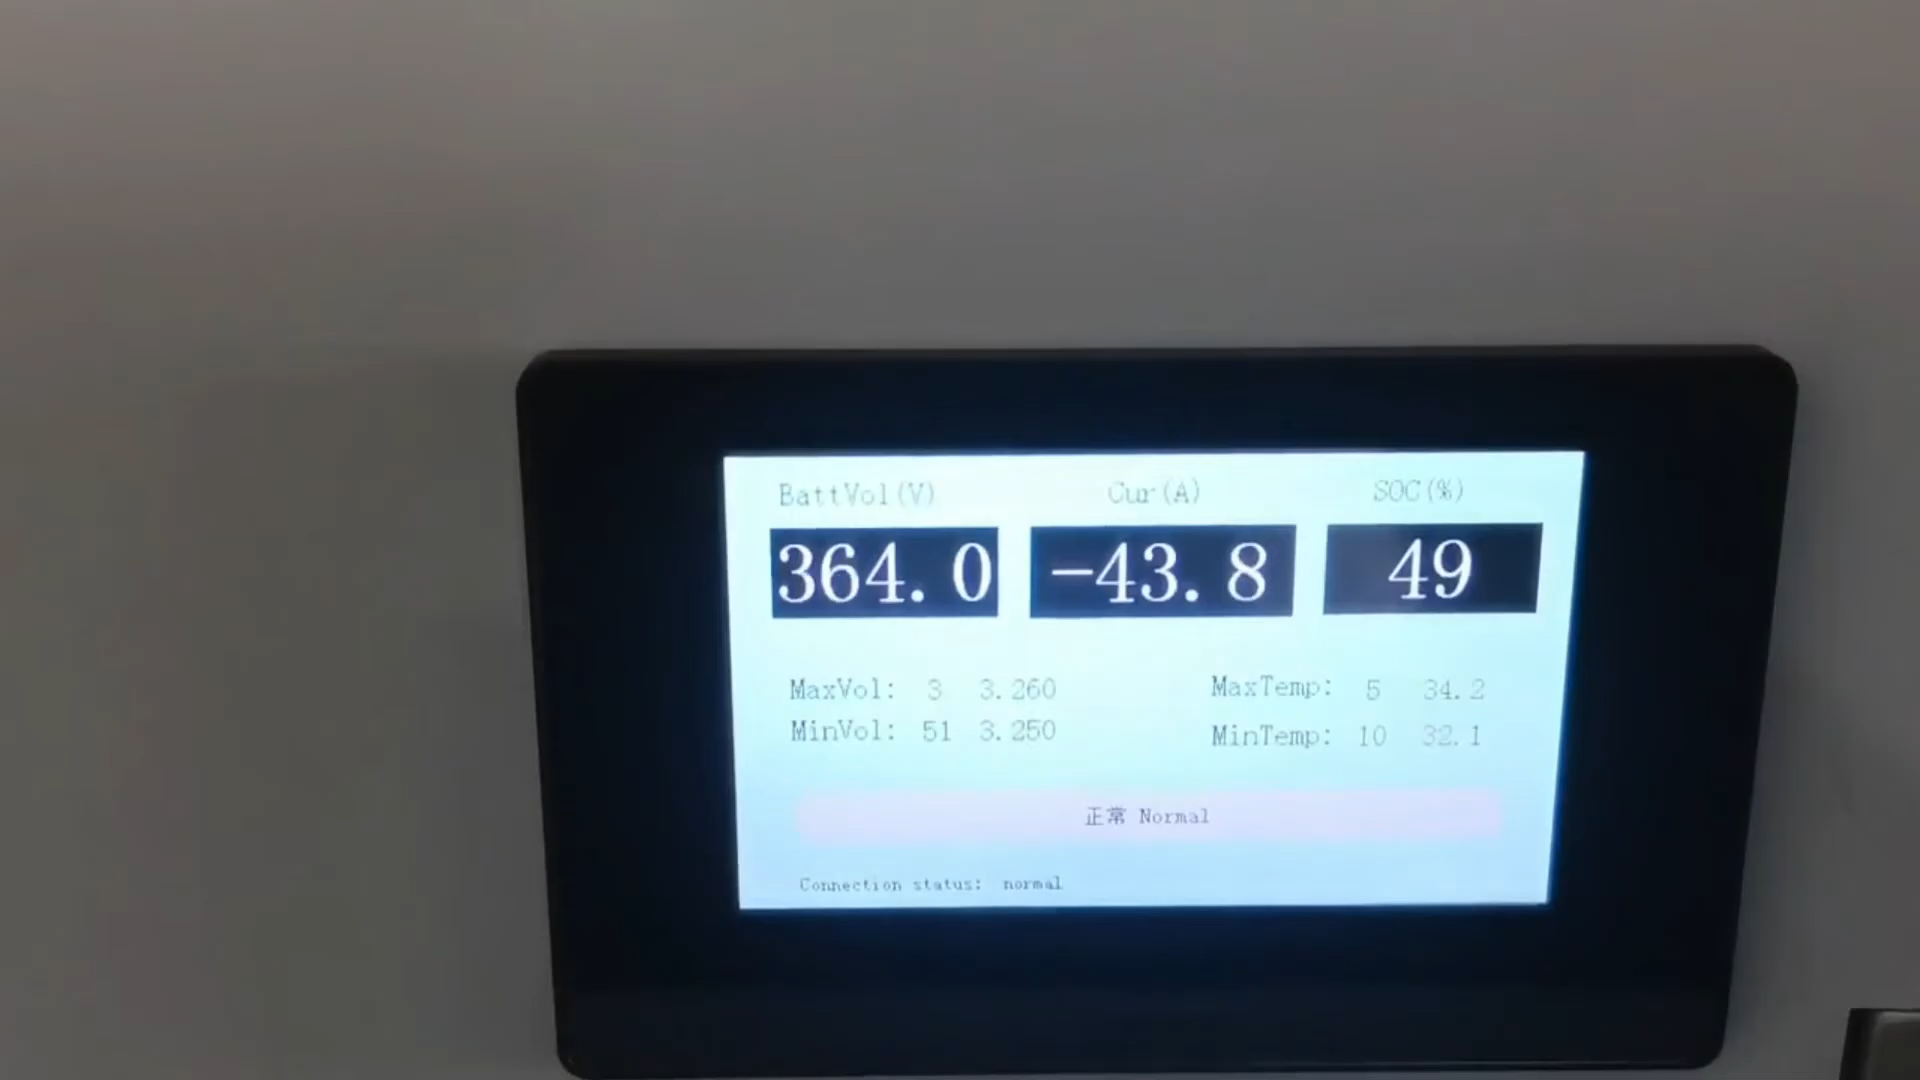 BattVol(V) Cur(A) SOC(%)
364.0 -43.8 49
MaxVol: 3 3.260 MaxTemp: 5 34.2
MinVol: 51 3.250 MinTemp: 10 32.1
正常 Normal
Connection status: normal